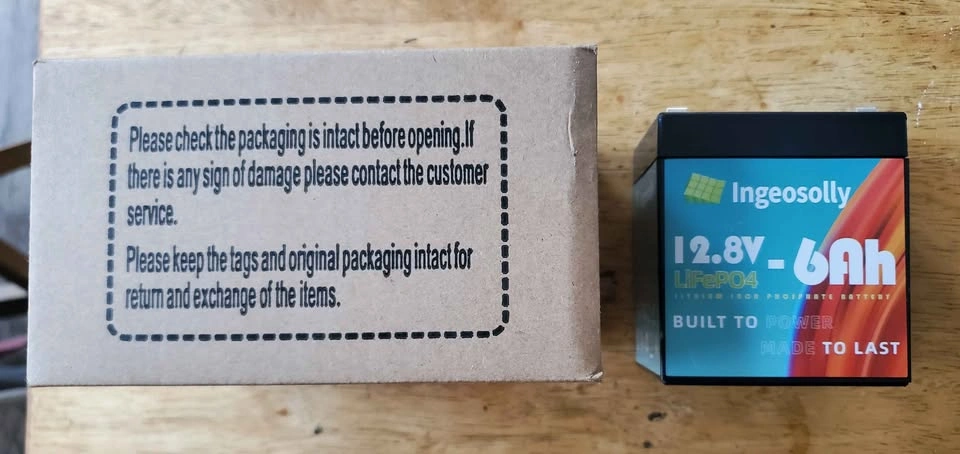 Please check the packaging is intact before opening.If
there is any sign of damage please contact the customer
service.
Please keep the tags and original packaging intact for
return and exchange of the items.
Ingeosolly
12.8V - 6Ah
LiFePO4
LITHIUM IRON PHOSPHATE BATTERY
BUILT TO POWER
MADE TO LAST